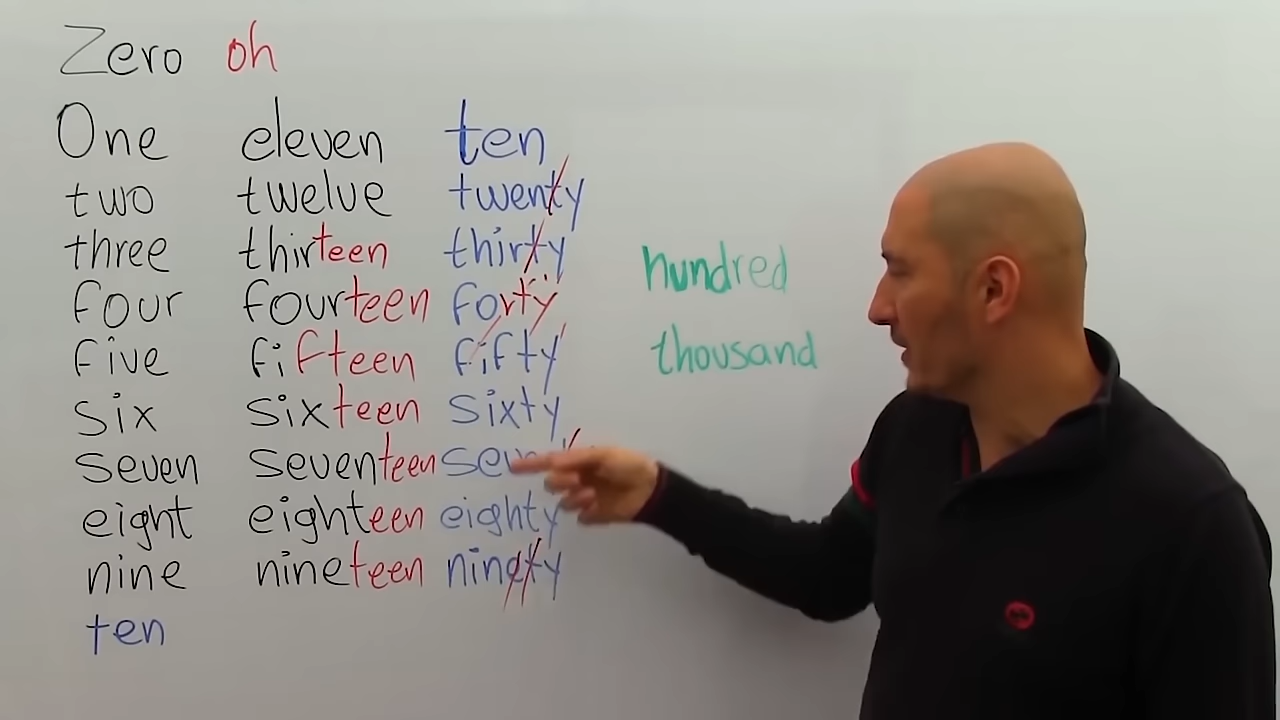 Zero oh
One eleven ten
two twelve twenty
three thirteen thirty
four fourteen forty
five fifteen fifty
six sixteen sixty
seven seventeen
eight eighteen eighty
nine nineteen ninety
ten
hundred
thousand